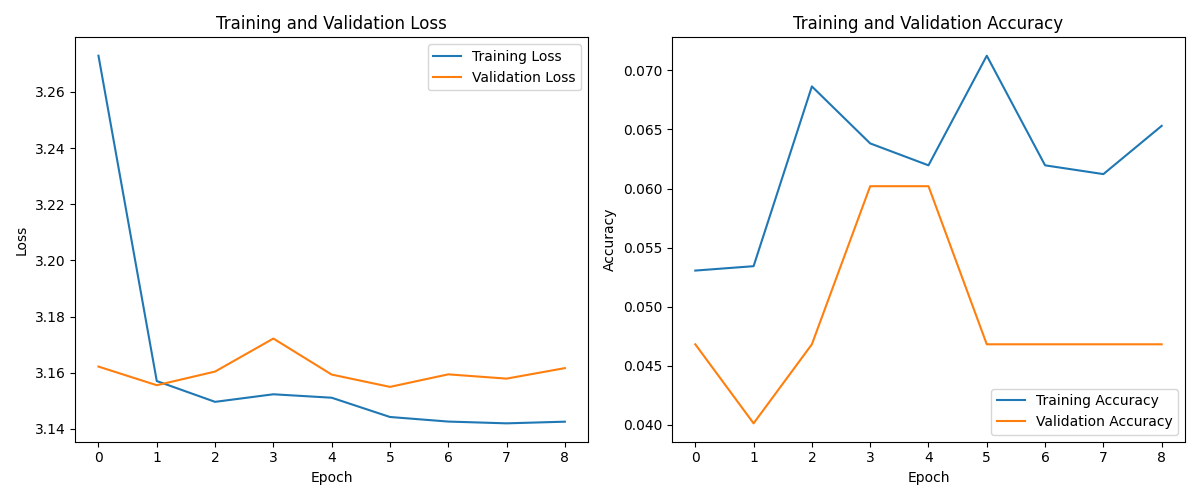 Training and Validation Loss
Training Loss
Validation Loss
3.26
3.24
3.22
3.20
3.18
3.16
3.14
Loss
0 1 2 3 4 5 6 7 8
Epoch
Training and Validation Accuracy
0.070
0.065
0.060
0.055
0.050
0.045
0.040
Accuracy
Training Accuracy
Validation Accuracy
0 1 2 3 4 5 6 7 8
Epoch